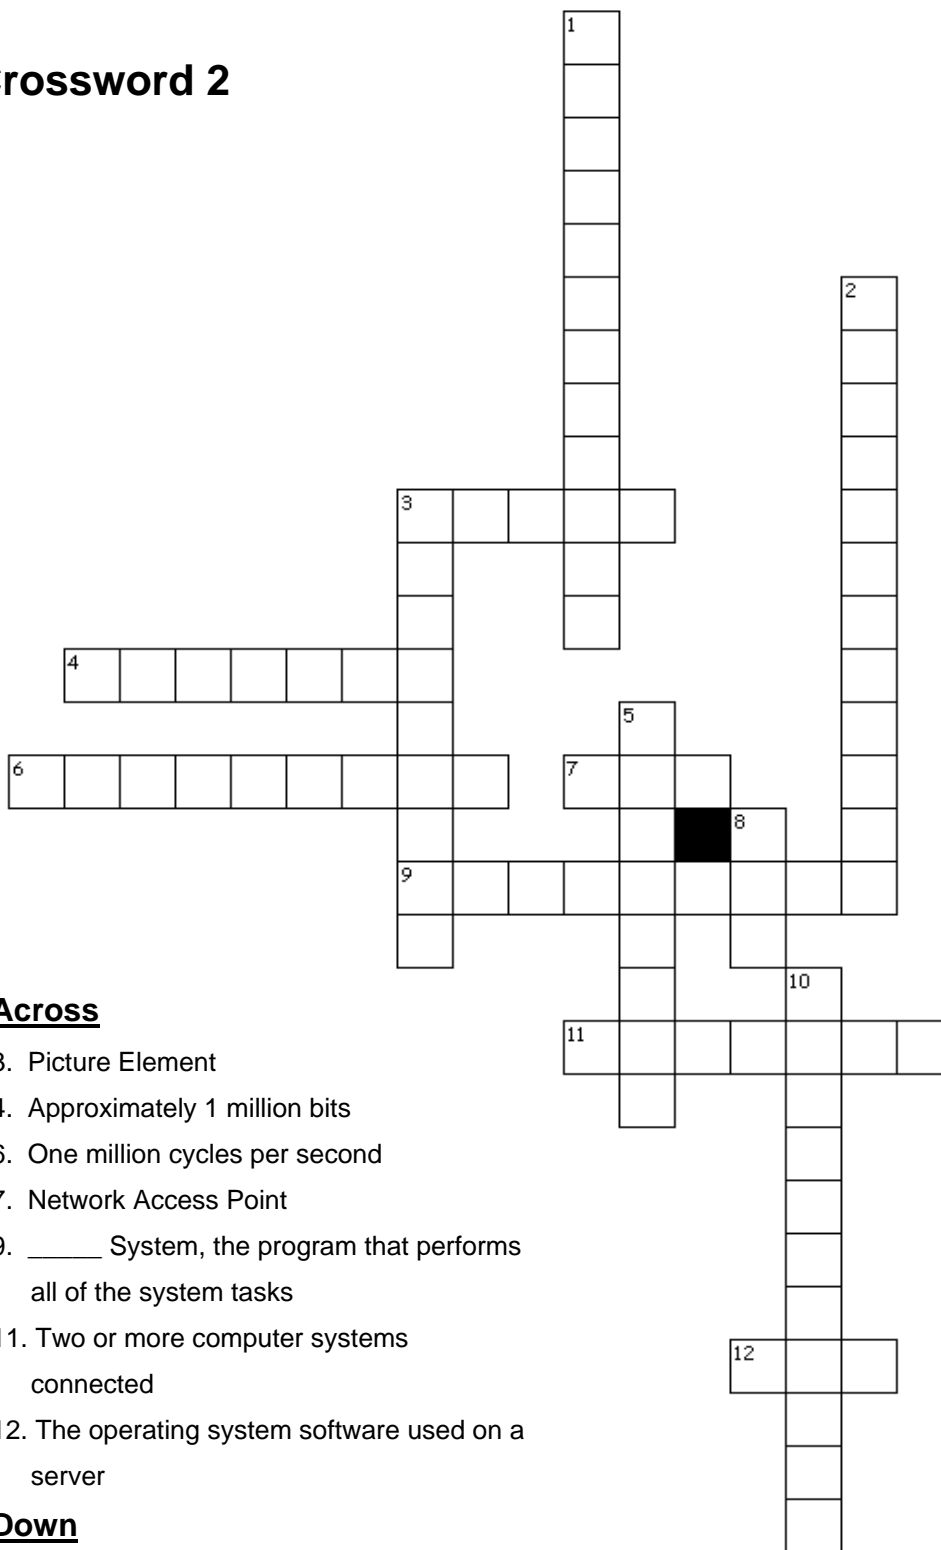 Crossword 2
1
2
3
4
5
6 7
8
9
10
11
12
Across
3. Picture Element
4. Approximately 1 million bits
6. One million cycles per second
7. Network Access Point
9. _____ System, the program that performs
all of the system tasks
11. Two or more computer systems
connected
12. The operating system software used on a
server
Down